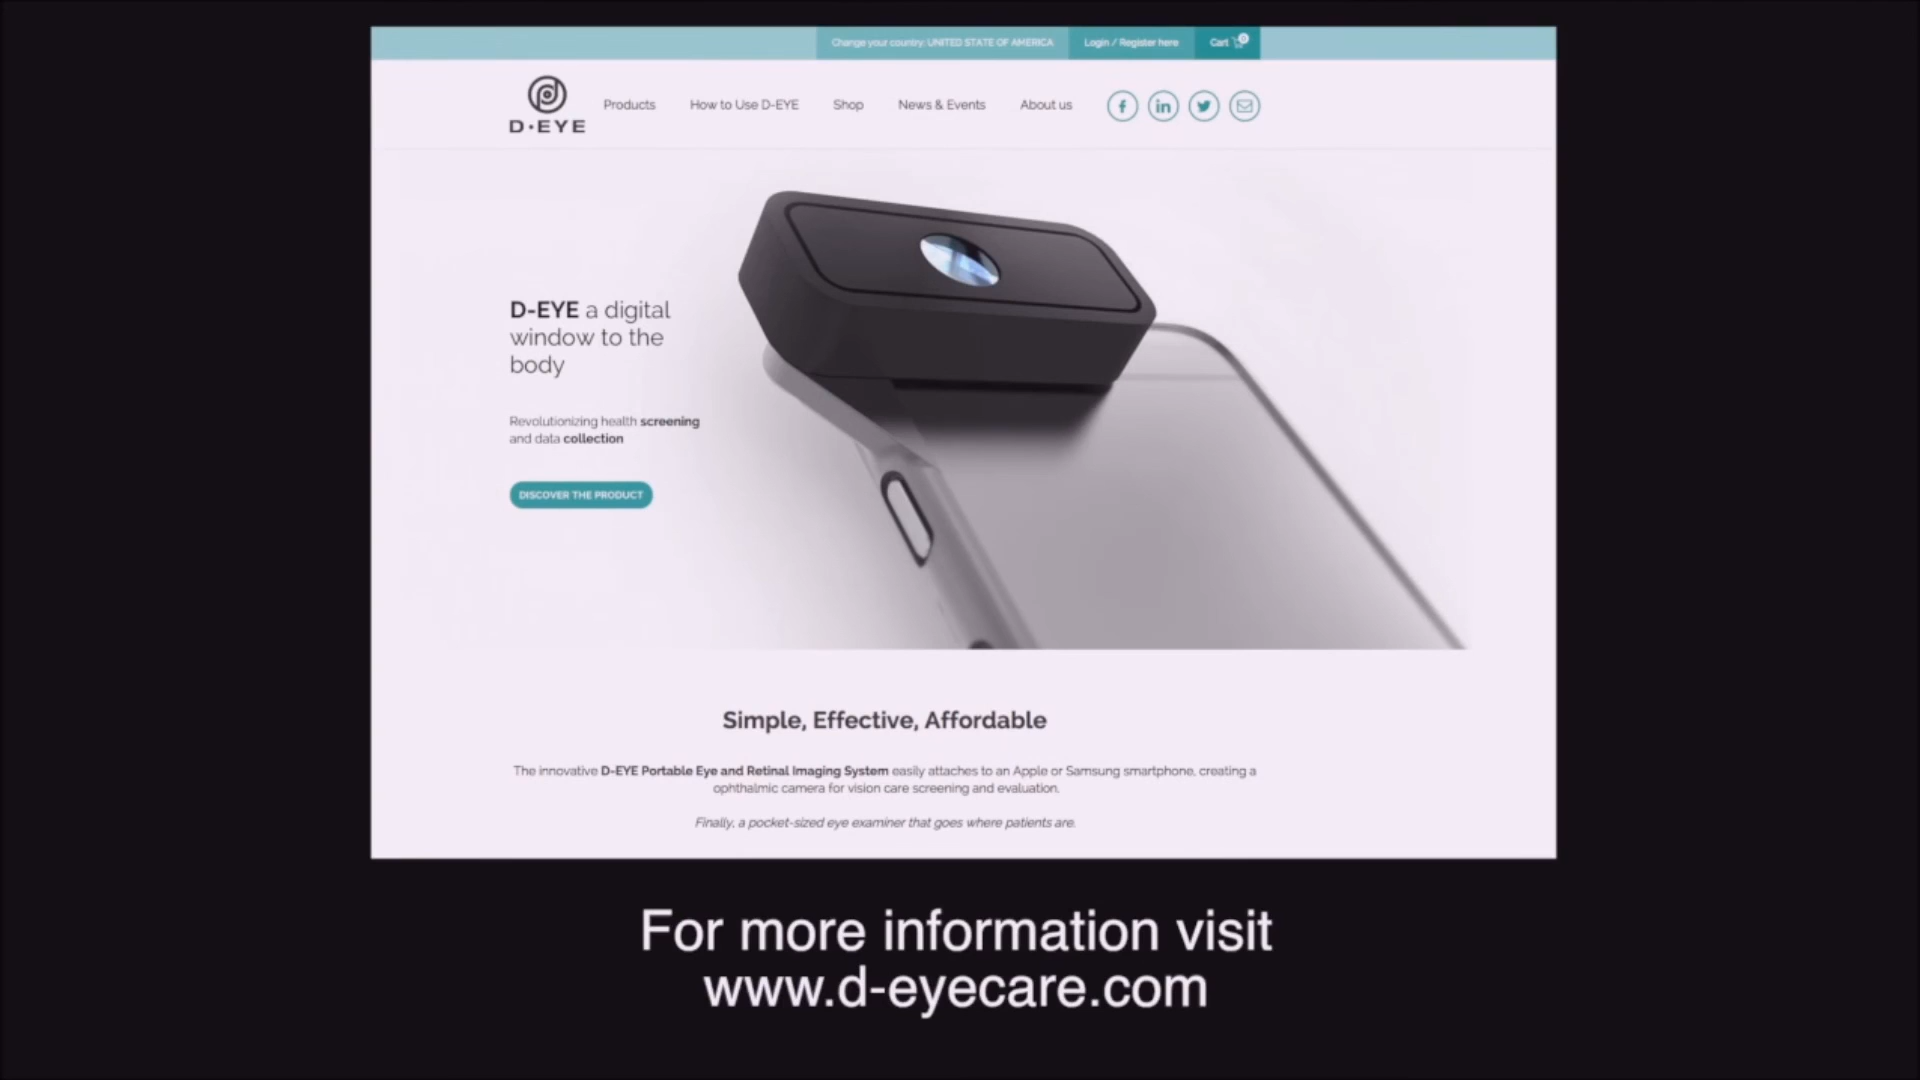 Change your country: UNITED STATE OF AMERICA
Login / Register here
Cart 0
D·EYE
Products
How to Use D-EYE
Shop
News & Events
About us
D-EYE a digital
window to the
body
Revolutionizing health screening
and data collection
DISCOVER THE PRODUCT
Simple, Effective, Affordable
The innovative D-EYE Portable Eye and Retinal Imaging System easily attaches to an Apple or Samsung smartphone, creating a
ophthalmic camera for vision care screening and evaluation.
Finally, a pocket-sized eye examiner that goes where patients are.
For more information visit
www.d-eyecare.com